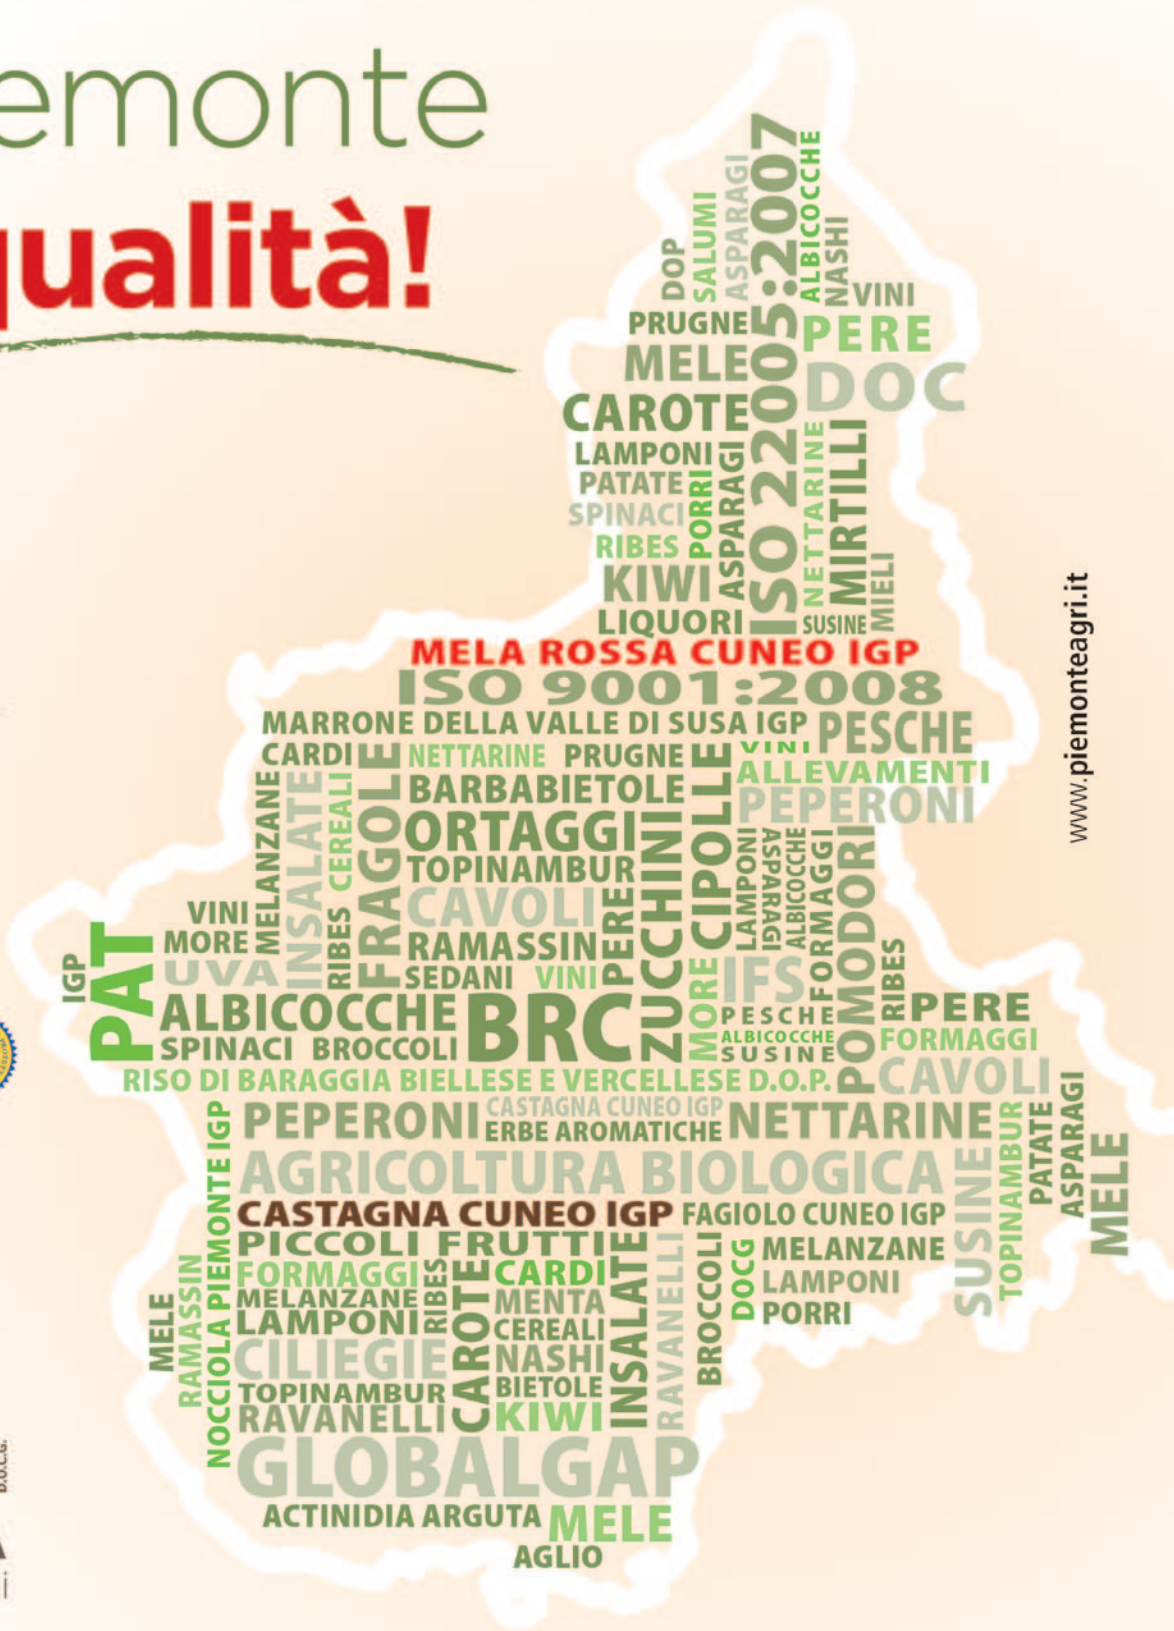 emonte
qualità!
DOP
SALUMI
ASPARAGI
ISO 22005:2007
ALBICOCCHE
NASHI
VINI
PRUGNE
PERE
MELE
DOC
CAROTE
LAMPONI
PATATE
SPINACI
PORRI
ASPARAGI
NETTARINE
MIRTILLI
RIBES
KIWI
MIELI
LIQUORI
SUSINE
MELA ROSSA CUNEO IGP
ISO 9001:2008
MARRONE DELLA VALLE DI SUSA IGP
PESCHE
CARDI
FRAGOLE
NETTARINE
PRUGNE
CIPOLLE
VINI
ALLEVAMENTI
MELANZANE
INSALATE
CEREALI
BARBABIETOLE
PEPERONI
ORTAGGI
ZUCCHINI
TOPINAMBUR
LAMPONI
ASPARAGI
ALBICOCCHE
FORMAGGI
POMODORI
CAVOLI
PERE
VINI
MORE
UVA
RIBES
RAMASSIN
SEDANI
VINI
MORE
IFS
RIBES
IGP
PAT
ALBICOCCHE
BRC
PESCHE
PERE
SPINACI
BROCCOLI
ALBICOCCHE
SUSINE
FORMAGGI
RISO DI BARAGGIA BIELLESE E VERCELLESE D.O.P.
CAVOLI
NOCCIOLA PIEMONTE IGP
PEPERONI
CASTAGNA CUNEO IGP
ERBE AROMATICHE
NETTARINE
TOPINAMBUR
PATATE
ASPARAGI
MELE
AGRICOLTURA BIOLOGICA
SUSINE
CASTAGNA CUNEO IGP
FAGIOLO CUNEO IGP
PICCOLI FRUTTI
INSALATE
RAVANELLI
BROCCOLI
DOCG
MELANZANE
FORMAGGI
RIBES
CAROTE
CARDI
LAMPONI
MELANZANE
MENTA
PORRI
LAMPONI
CEREALI
MELE
RAMASSIN
CILIEGIE
NASHI
TOPINAMBUR
BIETOLE
RAVANELLI
KIWI
GLOBALGAP
ACTINIDIA ARGUTA
MELE
AGLIO
www.piemonteagri.it
D.O.C.G.